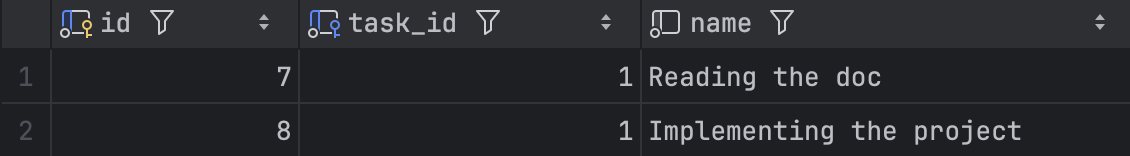 id task_id name
1 7 1 Reading the doc
2 8 1 Implementing the project